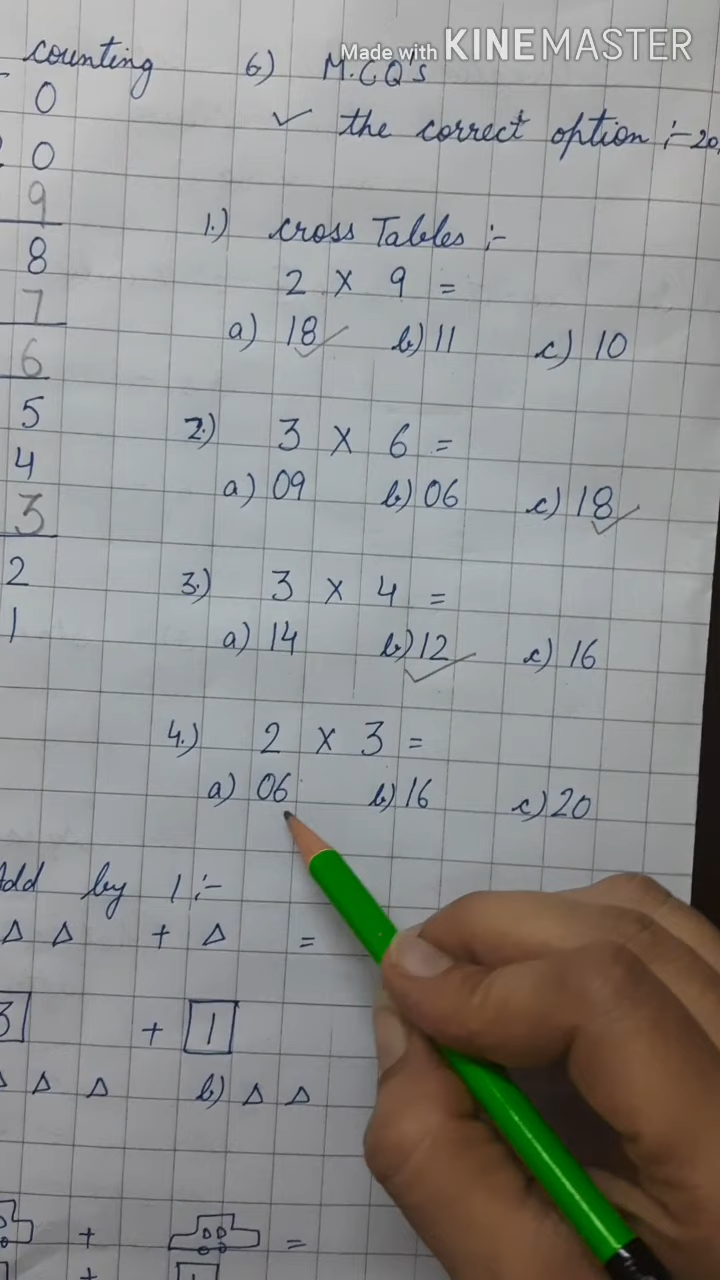 Made with KINEMASTER
counting
0
0
9
8
7
6
5
4
3
2
1
6) M.C.Q's
✓ the correct option :- 20
1.) Cross Tables :-
2 × 9 =
a) 18 ✓ b) 11 c) 10
2.) 3 × 6 =
a) 09 b) 06 c) 18 ✓
3.) 3 × 4 =
a) 14 b) 12 ✓ c) 16
4.) 2 × 3 =
a) 06 b) 16 c) 20
Add by 1 :-
△ △ + △ =
3 + 1
△ △ △ b) △ △
+ =
+